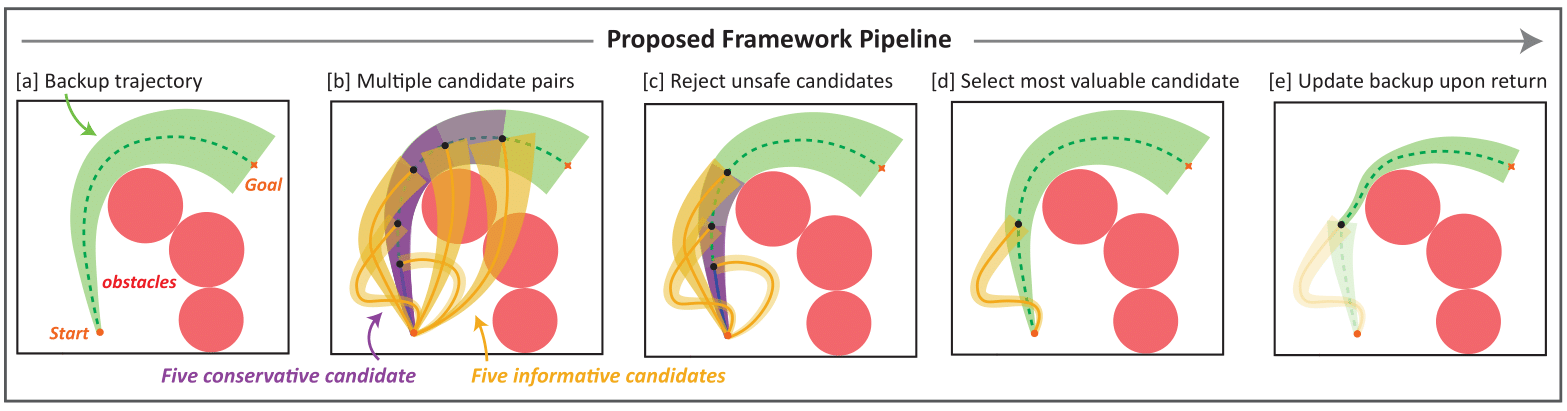 Proposed Framework Pipeline
[a] Backup trajectory
[b] Multiple candidate pairs
[c] Reject unsafe candidates
[d] Select most valuable candidate
[e] Update backup upon return
Goal
obstacles
Start
Five conservative candidate
Five informative candidates